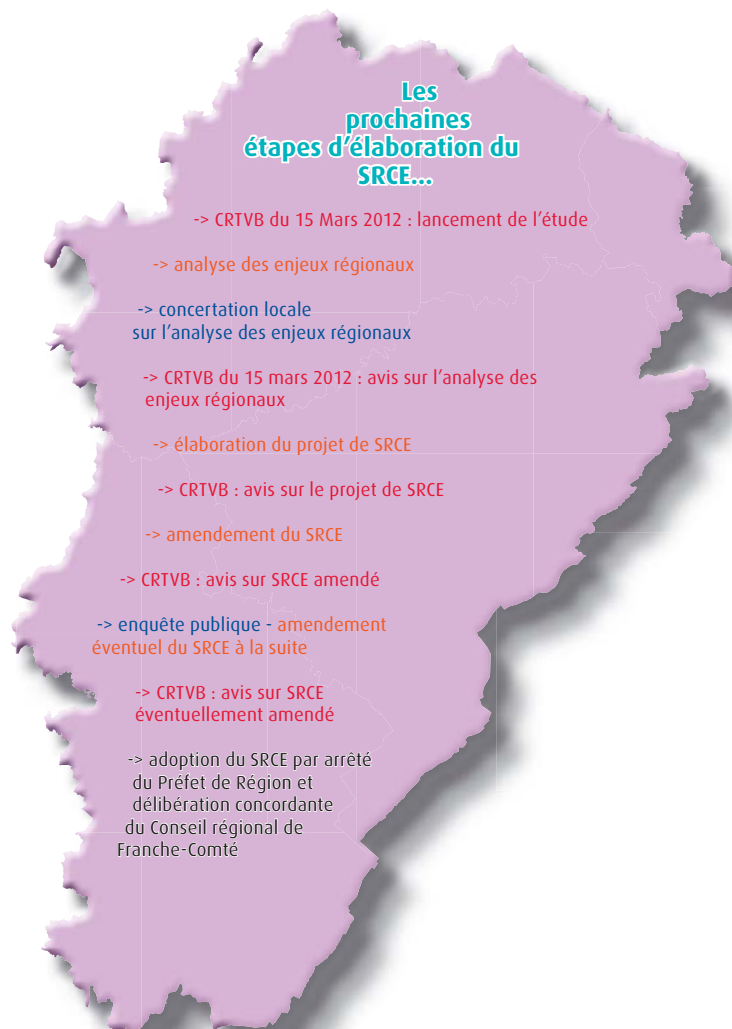 Les
prochaines
étapes d'élaboration du
SRCE...
-> CRTVB du 15 Mars 2012 : lancement de l'étude
-> analyse des enjeux régionaux
-> concertation locale
sur l'analyse des enjeux régionaux
-> CRTVB du 15 mars 2012 : avis sur l'analyse des
enjeux régionaux
-> élaboration du projet de SRCE
-> CRTVB : avis sur le projet de SRCE
-> amendement du SRCE
-> CRTVB : avis sur SRCE amendé
-> enquête publique - amendement
éventuel du SRCE à la suite
-> CRTVB : avis sur SRCE
éventuellement amendé
-> adoption du SRCE par arrêté
du Préfet de Région et
délibération concordante
du Conseil régional de
Franche-Comté